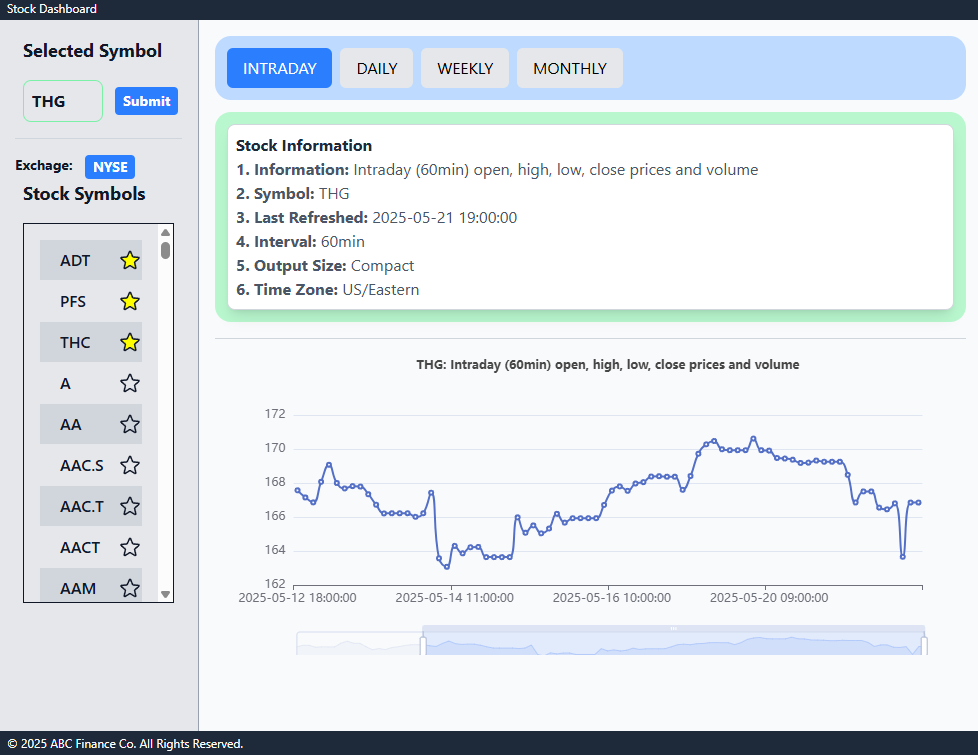 Stock Dashboard
Selected Symbol
THG
Submit
Exchage:
NYSE
Stock Symbols
ADT
PFS
THC
A
AA
AAC.S
AAC.T
AACT
AAM
INTRADAY
DAILY
WEEKLY
MONTHLY
Stock Information
1. Information: Intraday (60min) open, high, low, close prices and volume
2. Symbol: THG
3. Last Refreshed: 2025-05-21 19:00:00
4. Interval: 60min
5. Output Size: Compact
6. Time Zone: US/Eastern
THG: Intraday (60min) open, high, low, close prices and volume
172
170
168
166
164
162
2025-05-12 18:00:00
2025-05-14 11:00:00
2025-05-16 10:00:00
2025-05-20 09:00:00
© 2025 ABC Finance Co. All Rights Reserved.